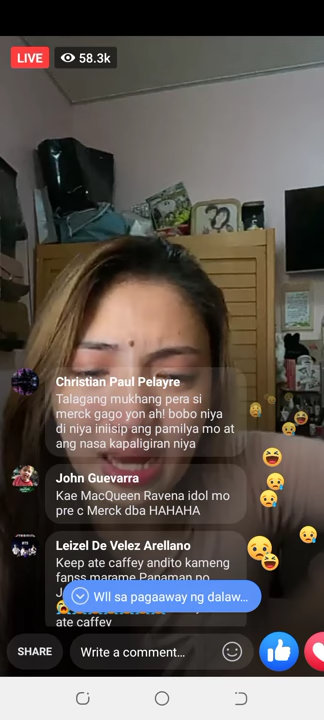 LIVE 58.3k
Christian Paul Pelayre
Talagang mukhang pera si
merck gago yon ah! bobo niya
di niya iniisip ang pamilya mo at
ang nasa kapaligiran niya
John Guevarra
Kae MacQueen Ravena idol mo
pre c Merck dba HAHAHA
Leizel De Velez Arellano
Keep ate caffey andito kameng
fanss marame Panaman po
WIl sa pagaaway ng dalaw...
ate caffey
SHARE Write a comment...